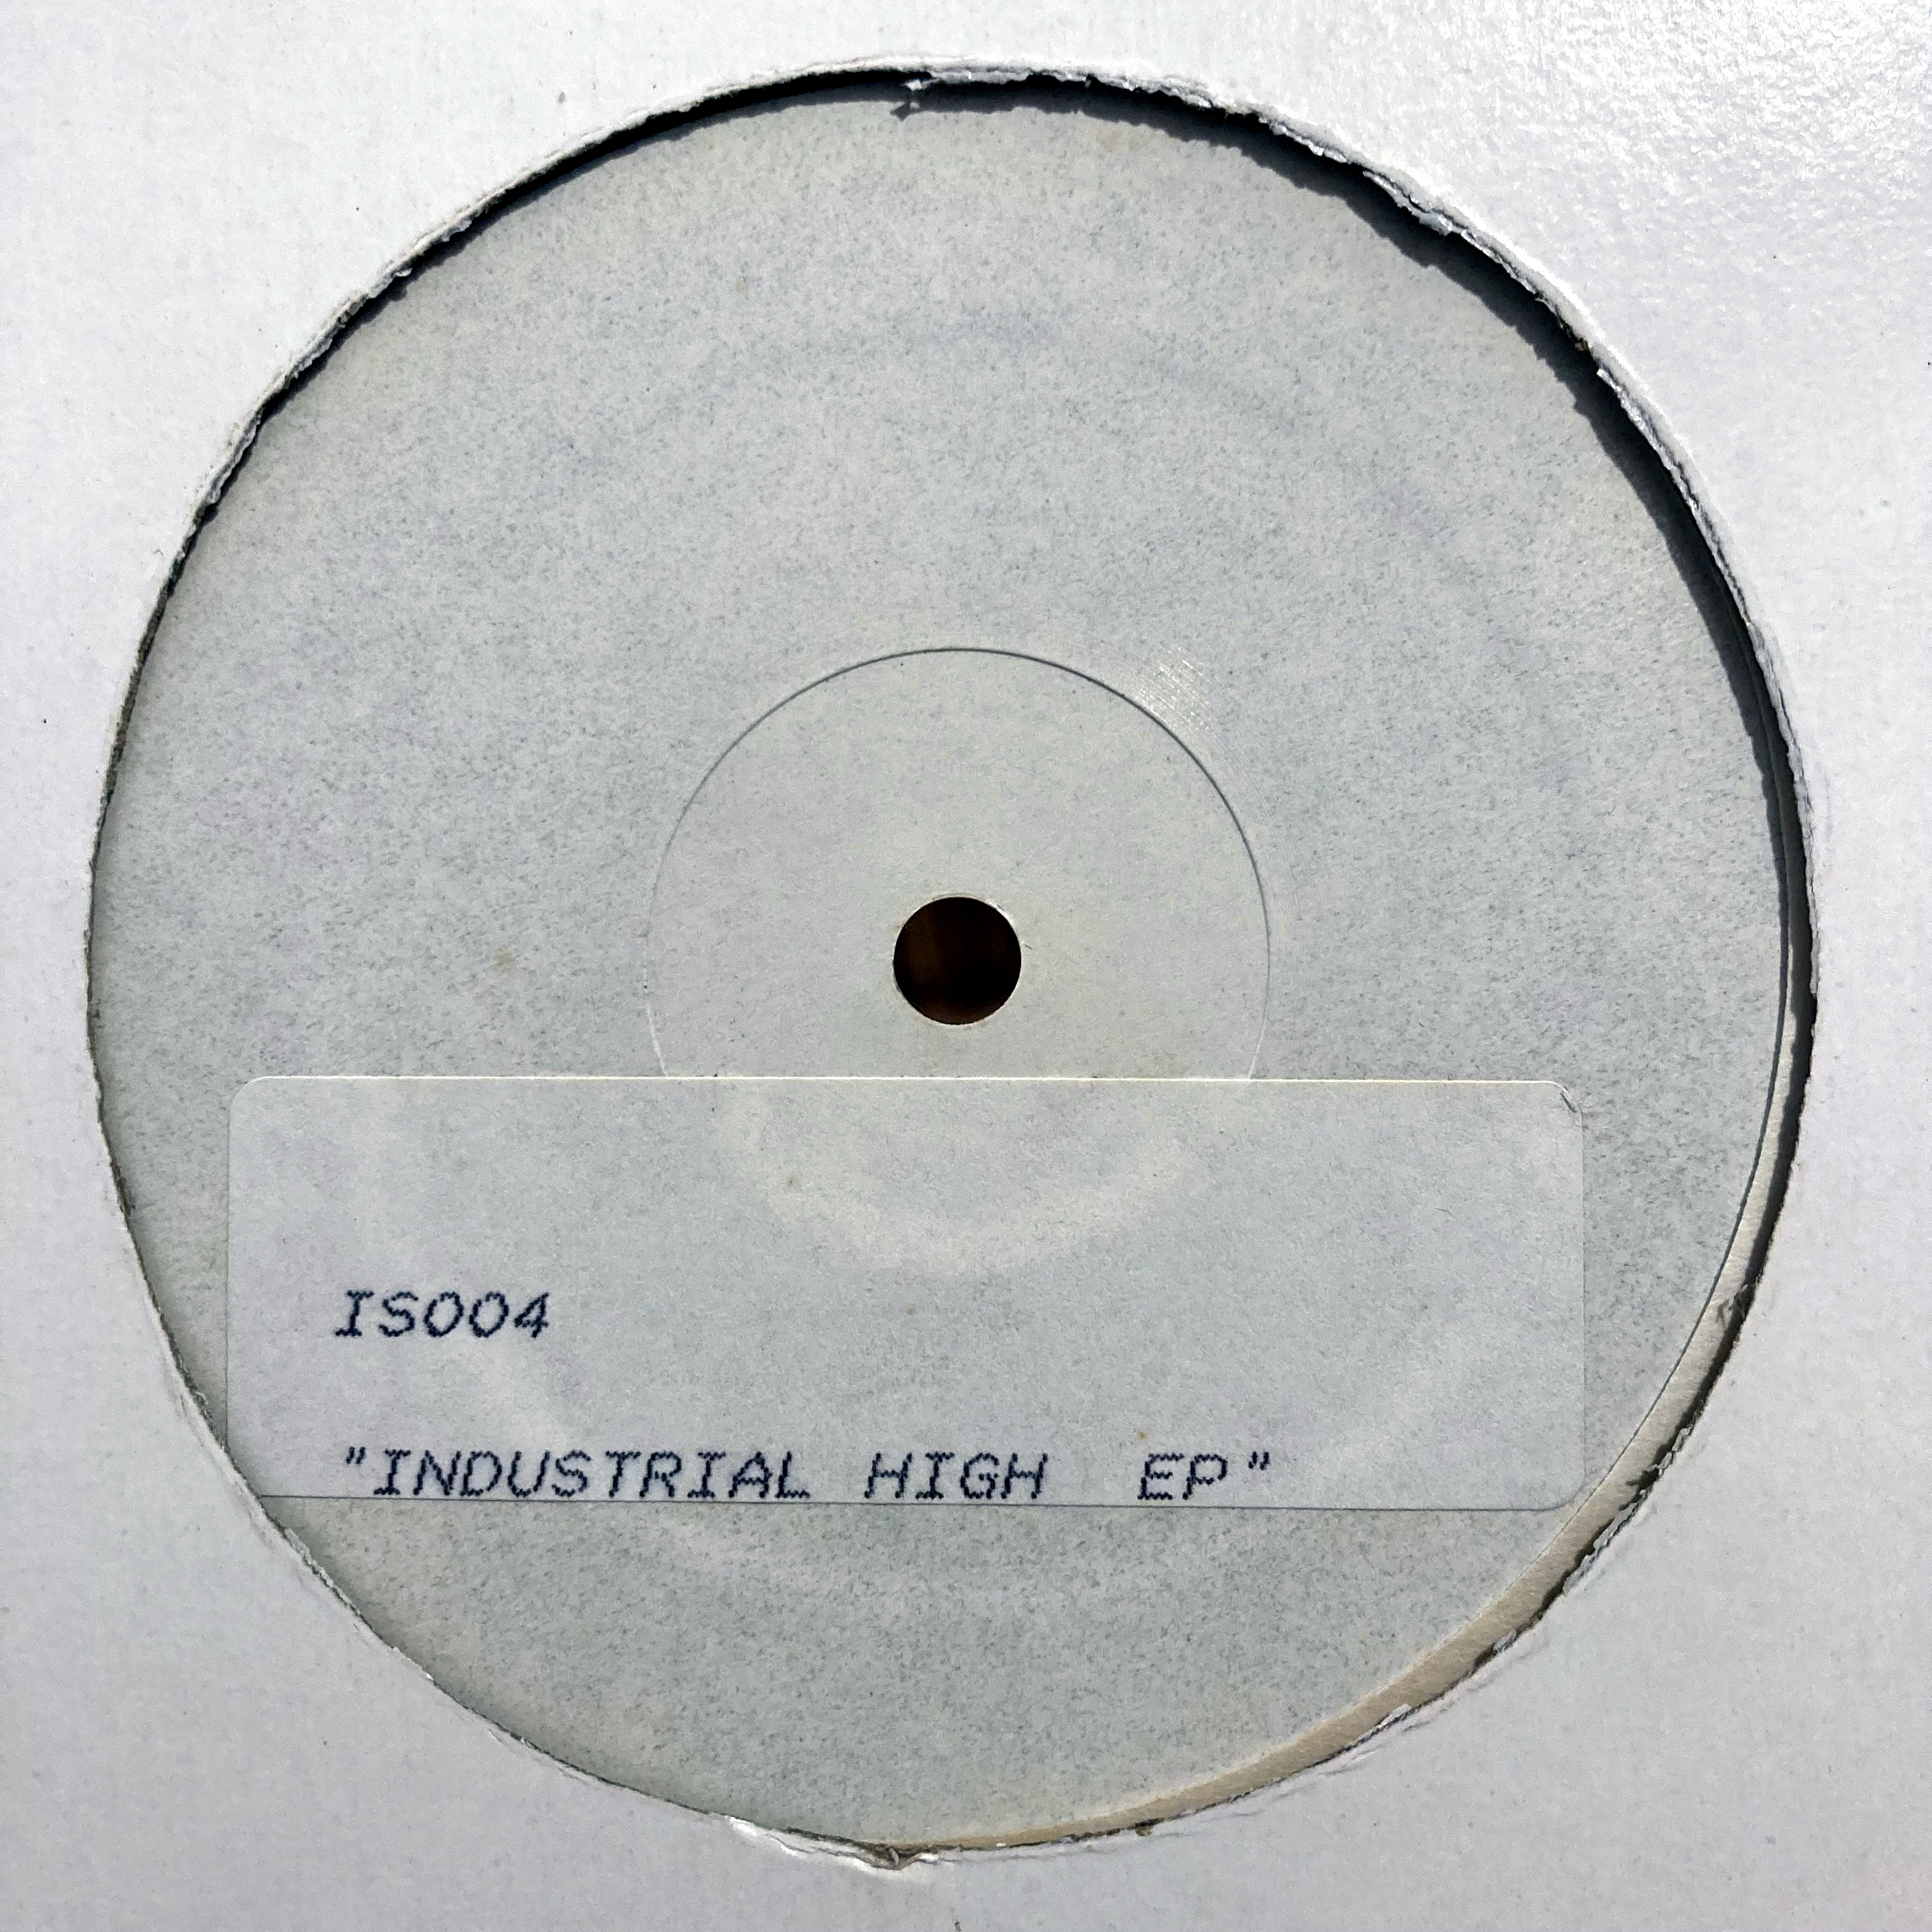 IS004
"INDUSTRIAL HIGH  EP"